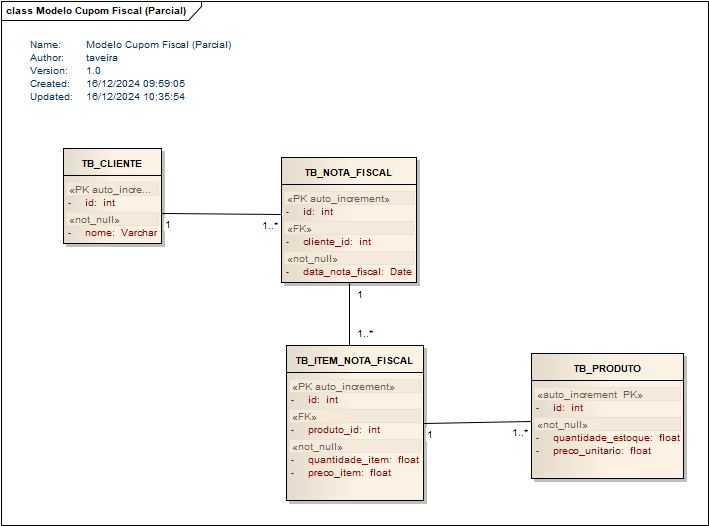 class Modelo Cupom Fiscal (Parcial)
Name: Modelo Cupom Fiscal (Parcial)
Author: taveira
Version: 1.0
Created: 16/12/2024 09:59:05
Updated: 16/12/2024 10:35:54
TB_CLIENTE
«PK auto_incre...
- id: int
«not_null»
- nome: Varchar
1
1..*
TB_NOTA_FISCAL
«PK auto_increment»
- id: int
«FK»
- cliente_id: int
«not_null»
- data_nota_fiscal: Date
1
1..*
TB_ITEM_NOTA_FISCAL
«PK auto_increment»
- id: int
«FK»
- produto_id: int
«not_null»
- quantidade_item: float
- preco_item: float
1
1..*
TB_PRODUTO
«auto_increment PK»
- id: int
«not_null»
- quantidade_estoque: float
- preco_unitario: float